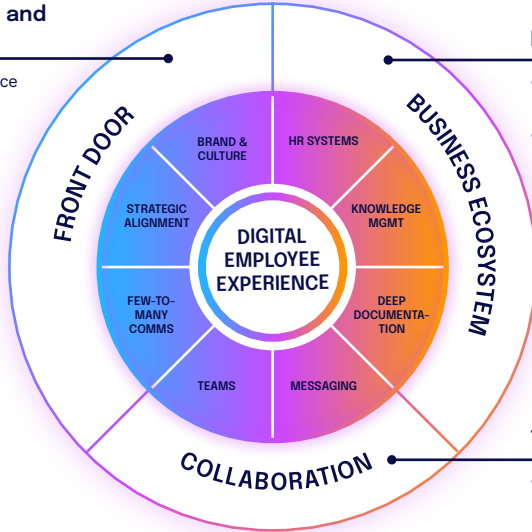 and
ce
FRONT DOOR
BUSINESS ECOSYSTEM
BRAND &
CULTURE
HR SYSTEMS
STRATEGIC
ALIGNMENT
KNOWLEDGE
MGMT
DIGITAL
EMPLOYEE
EXPERIENCE
FEW-TO-
MANY
COMMS
DEEP
DOCUMENTA-
TION
TEAMS
MESSAGING
COLLABORATION